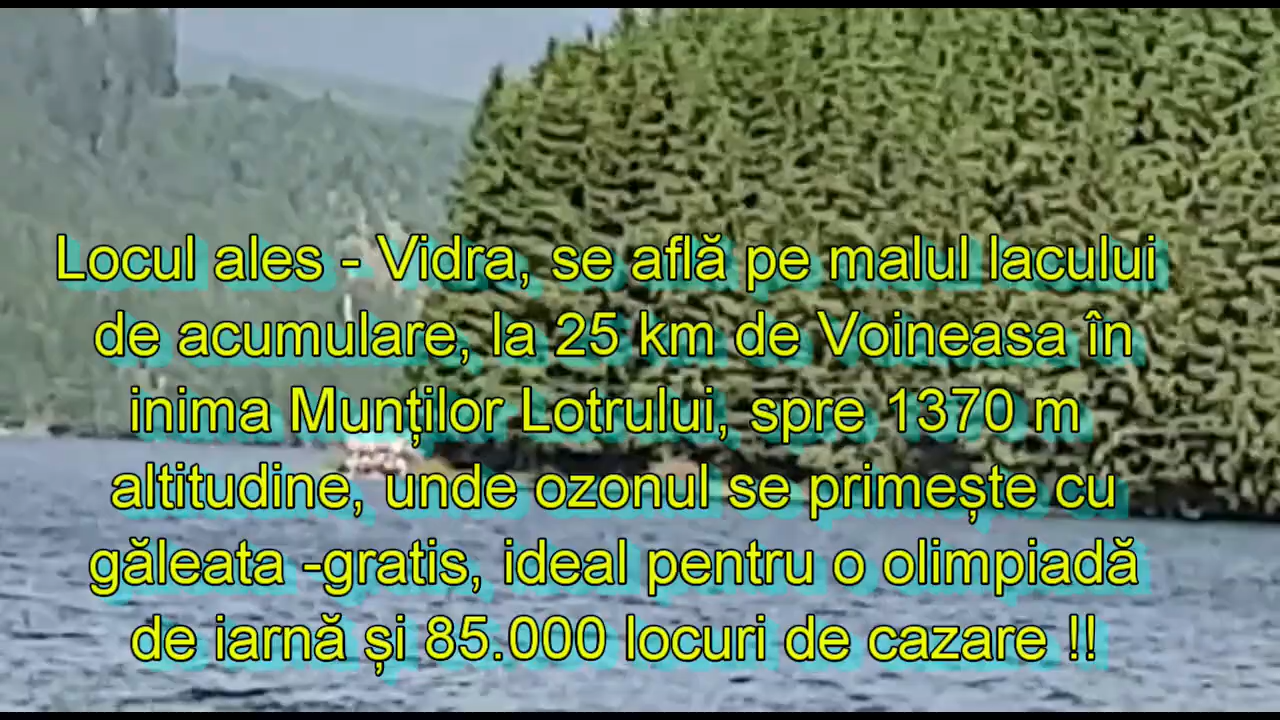 Locul ales - Vidra, se află pe malul lacului
de acumulare, la 25 km de Voineasa în
inima Munților Lotrului, spre 1370 m
altitudine, unde ozonul se primește cu
găleata -gratis, ideal pentru o olimpiadă
de iarnă și 85.000 locuri de cazare !!